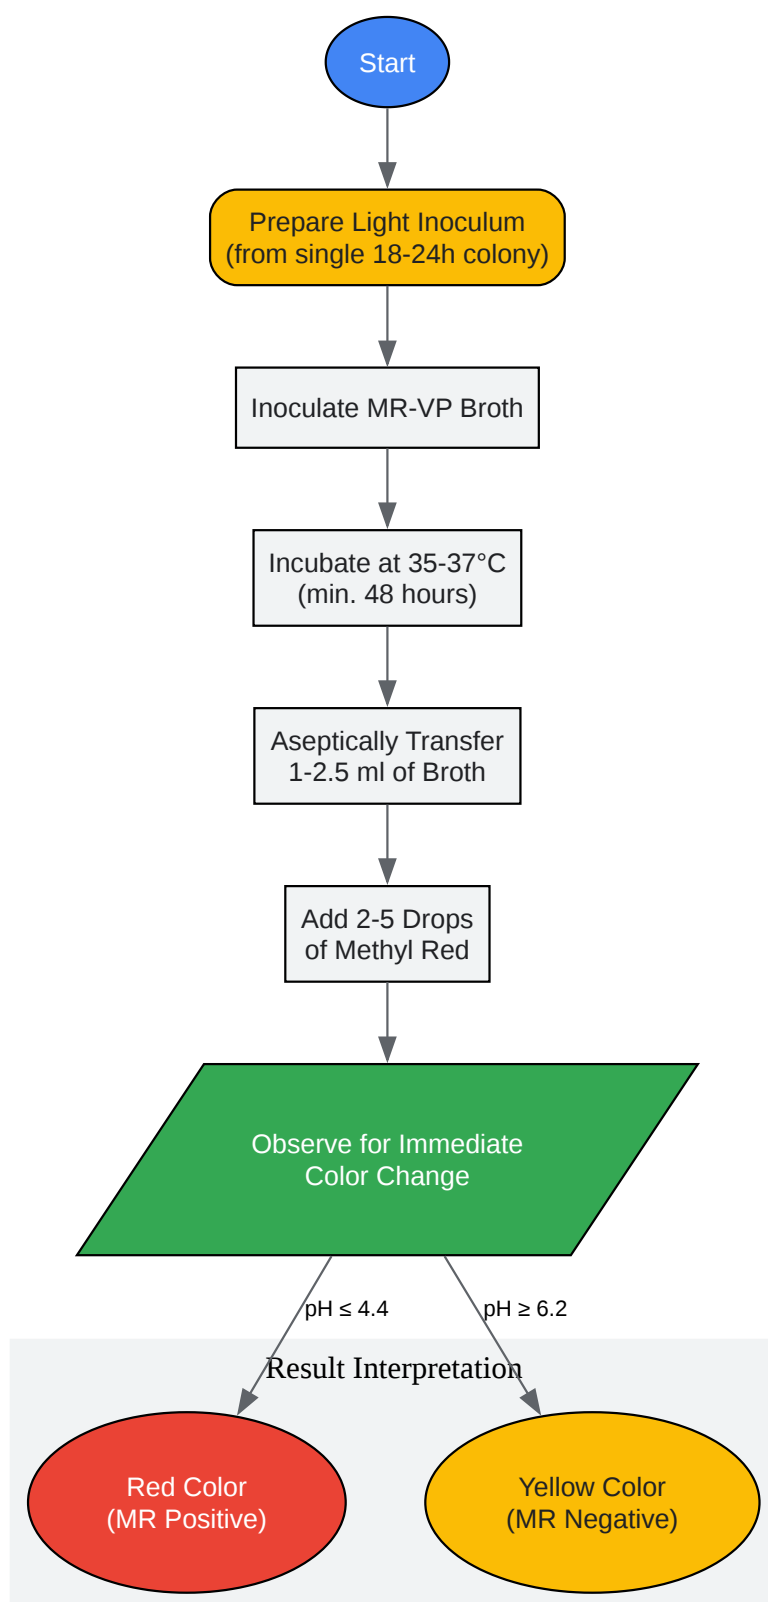 Start
Prepare Light Inoculum
(from single 18-24h colony)
Inoculate MR-VP Broth
Incubate at 35-37°C
(min. 48 hours)
Aseptically Transfer
1-2.5 ml of Broth
Add 2-5 Drops
of Methyl Red
Observe for Immediate
Color Change
pH ≤ 4.4
pH ≥ 6.2
Result Interpretation
Red Color
(MR Positive)
Yellow Color
(MR Negative)